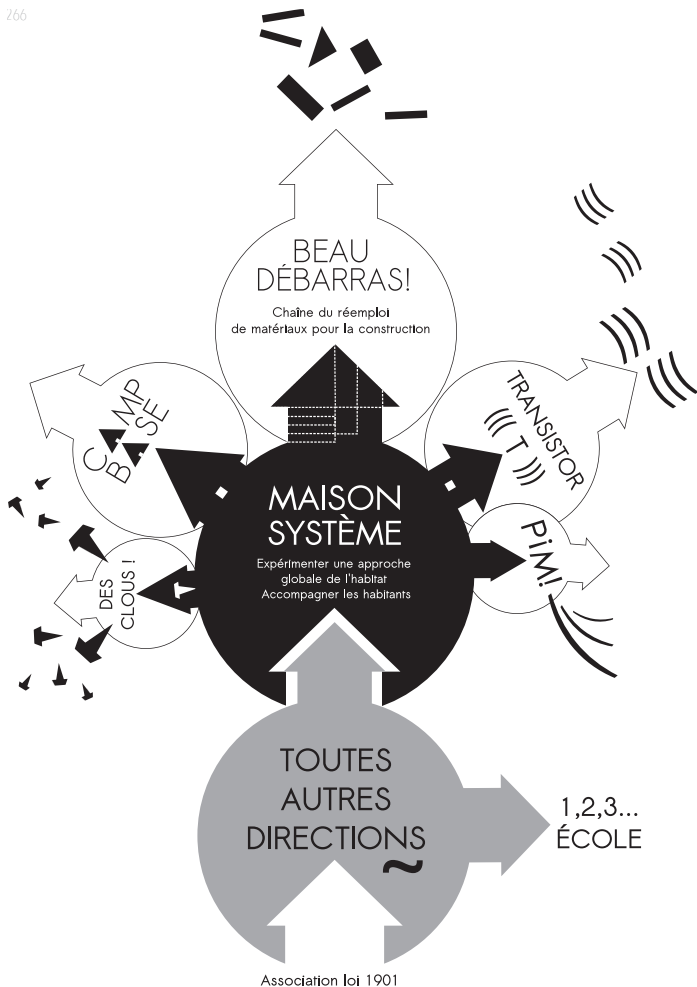 266
BEAU
DÉBARRAS!
Chaîne du réemploi
de matériaux pour la construction
CAMP
BASE
TRANSISTOR
(((T)))
MAISON
SYSTÈME
Expérimenter une approche
globale de l'habitat
Accompagner les habitants
PiM!
DES
CLOUS !
TOUTES
AUTRES
DIRECTIONS
~
1,2,3...
ÉCOLE
Association loi 1901